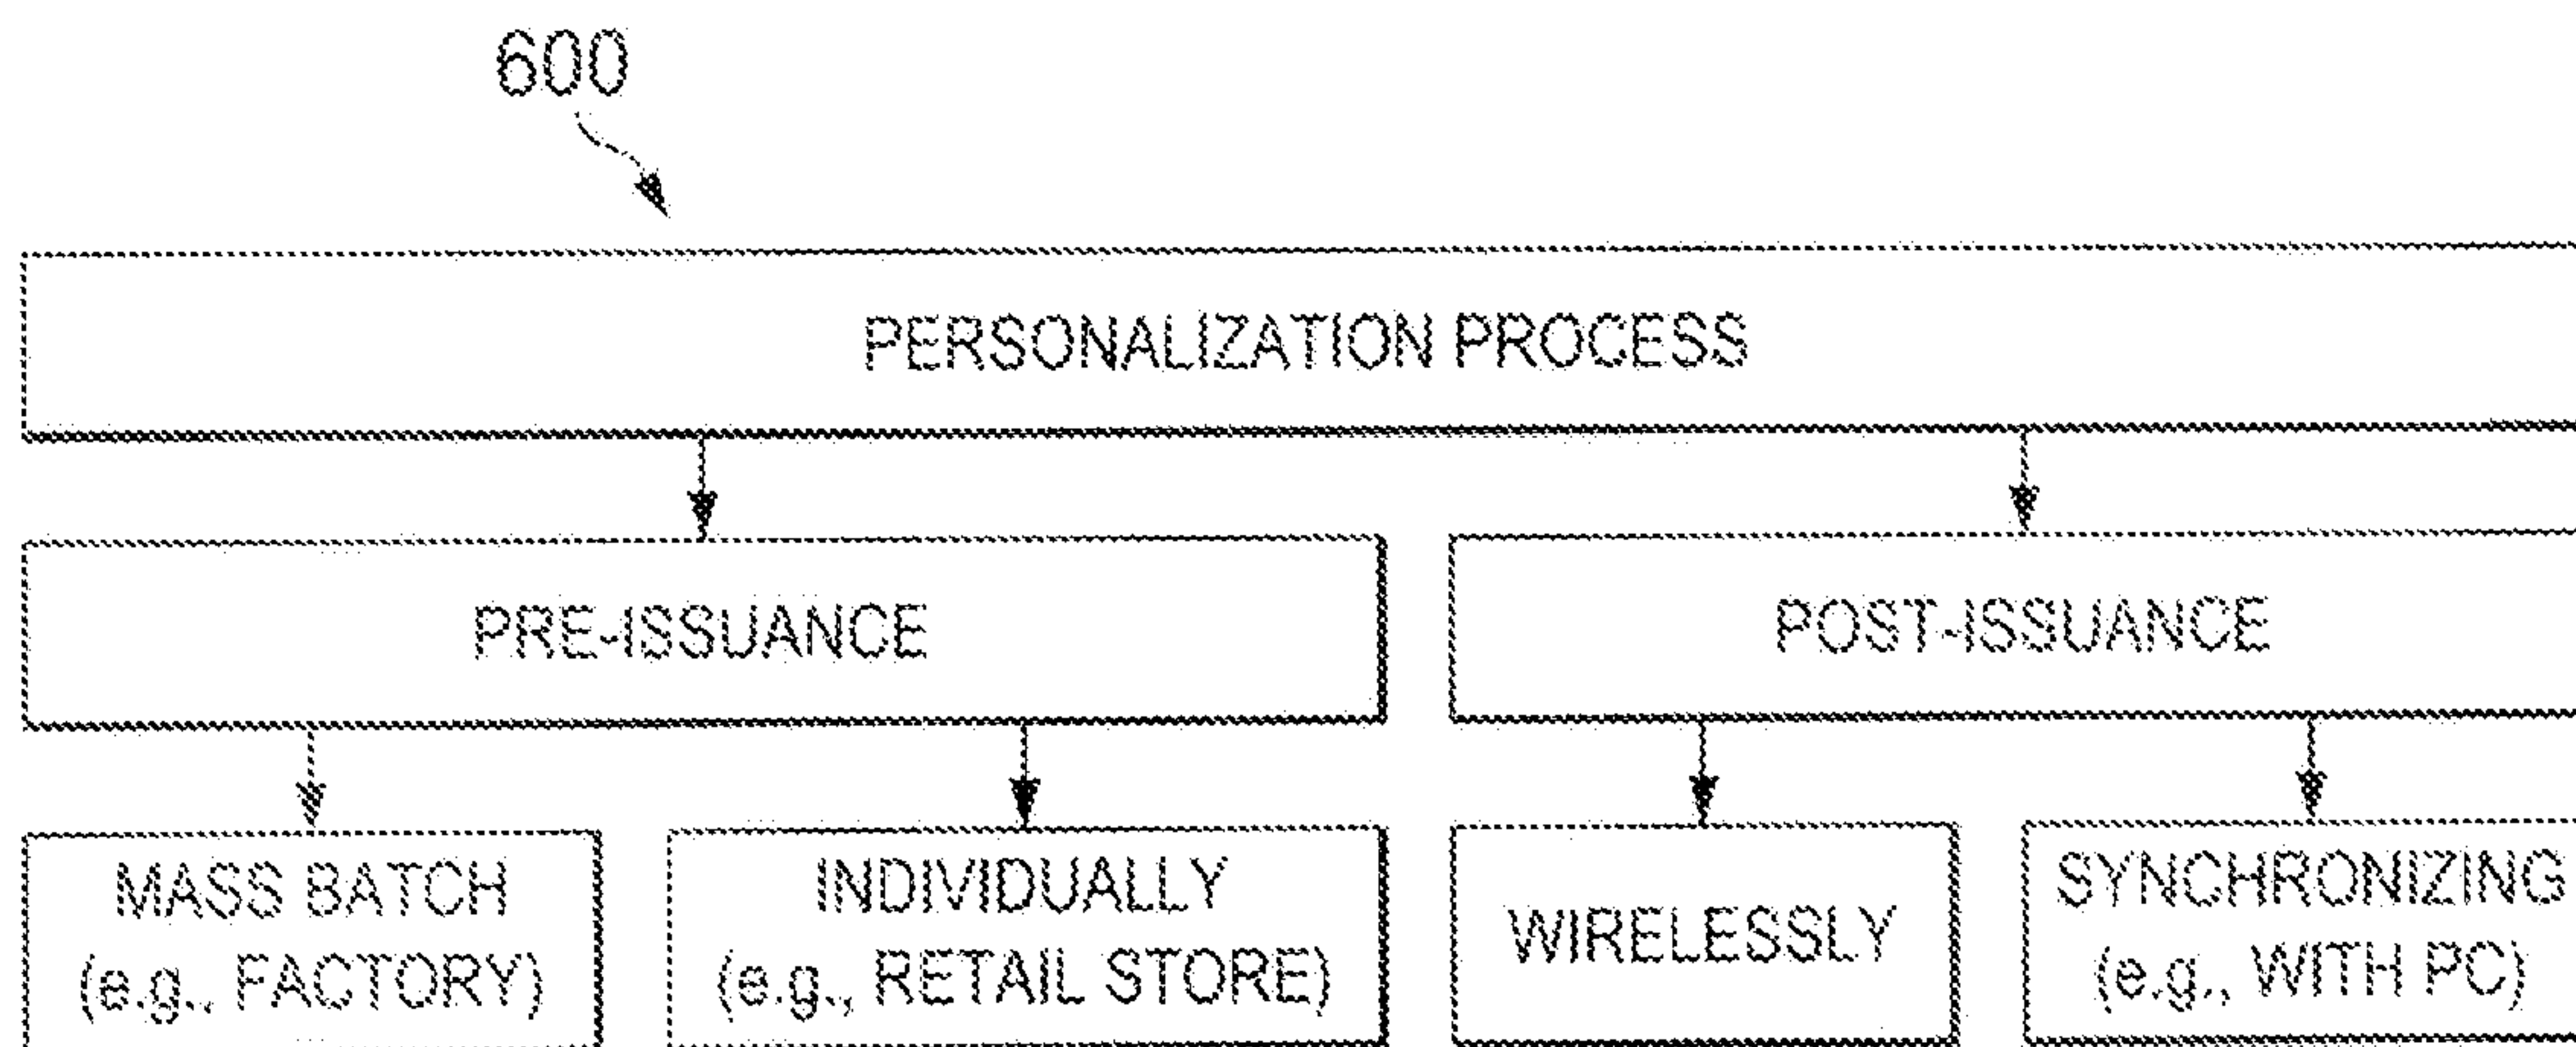 600
PERSONALIZATION PROCESS
PRE-ISSUANCE
POST-ISSUANCE
MASS BATCH
(e.g., FACTORY)
INDIVIDUALLY
(e.g., RETAIL STORE)
WIRELESSLY
SYNCHRONIZING
(e.g., WITH PC)